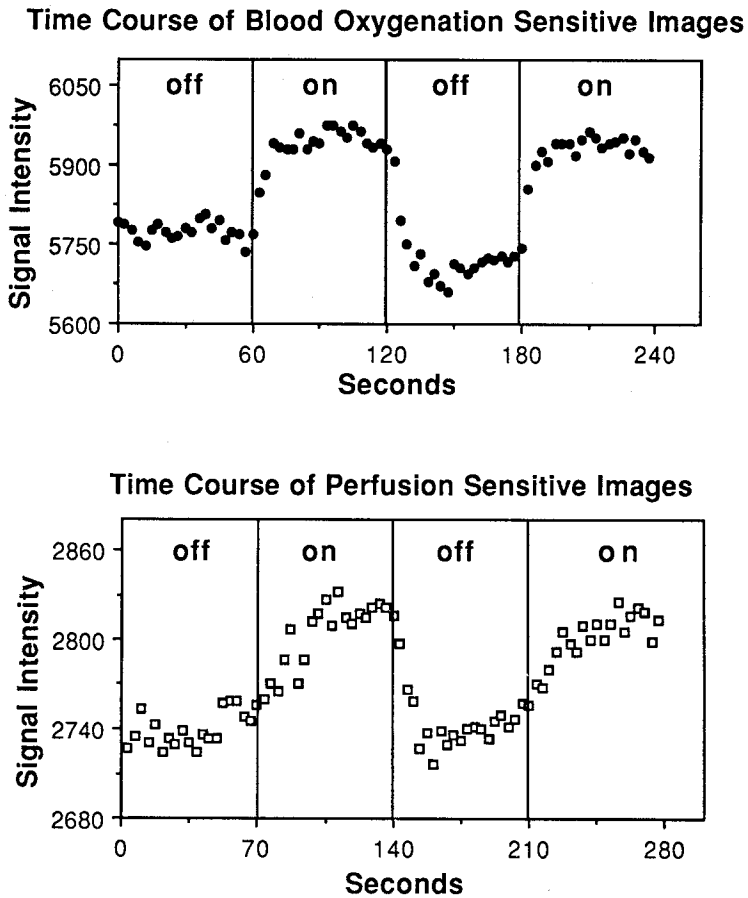 Time Course of Blood Oxygenation Sensitive Images
off on off on
6050
5900
5750
5600
Signal Intensity
0 60 120 180 240
Seconds
Time Course of Perfusion Sensitive Images
off on off on
2860
2800
2740
2680
Signal Intensity
0 70 140 210 280
Seconds